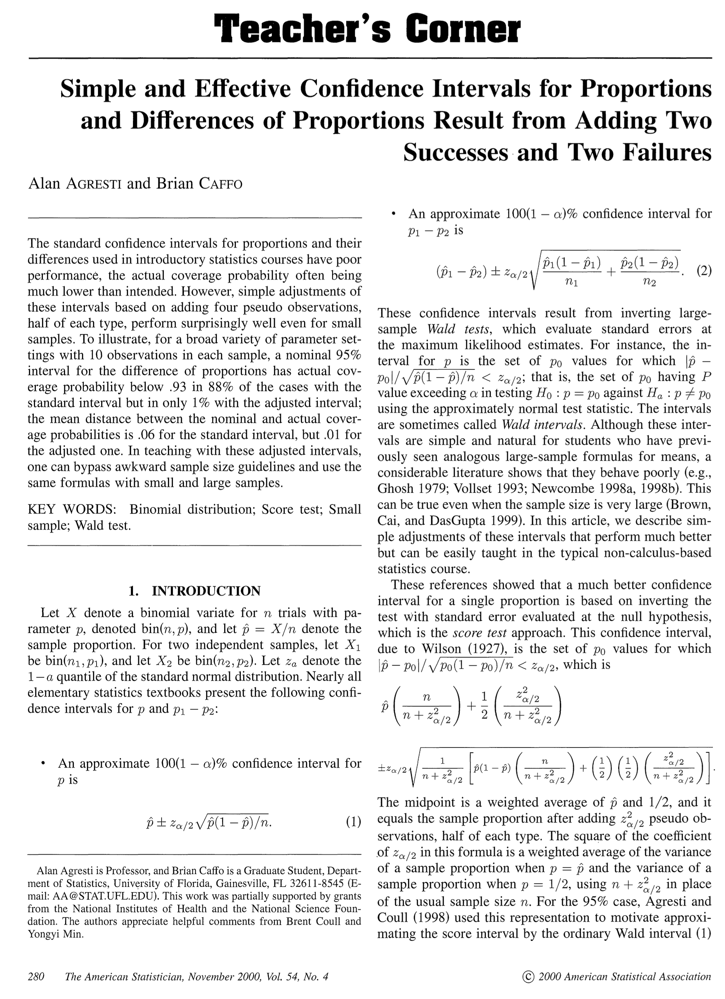 Teacher's Corner
Simple and Effective Confidence Intervals for Proportions
and Differences of Proportions Result from Adding Two
Successes and Two Failures
Alan AGRESTI and Brian CAFFO
The standard confidence intervals for proportions and their
differences used in introductory statistics courses have poor
performance, the actual coverage probability often being
much lower than intended. However, simple adjustments of
these intervals based on adding four pseudo observations,
half of each type, perform surprisingly well even for small
samples. To illustrate, for a broad variety of parameter set-
tings with 10 observations in each sample, a nominal 95%
interval for the difference of proportions has actual cov-
erage probability below .93 in 88% of the cases with the
standard interval but in only 1% with the adjusted interval;
the mean distance between the nominal and actual cover-
age probabilities is .06 for the standard interval, but .01 for
the adjusted one. In teaching with these adjusted intervals,
one can bypass awkward sample size guidelines and use the
same formulas with small and large samples.
KEY WORDS: Binomial distribution; Score test; Small
sample; Wald test.
1. INTRODUCTION
Let X denote a binomial variate for n trials with pa-
rameter p, denoted bin(n, p), and let p̂ = X/n denote the
sample proportion. For two independent samples, let X₁
be bin(n₁, p₁), and let X₂ be bin(n₂, p₂). Let zₐ denote the
1−a quantile of the standard normal distribution. Nearly all
elementary statistics textbooks present the following confi-
dence intervals for p and p₁ − p₂:
• An approximate 100(1 − α)% confidence interval for
p is
p̂ ± z_{α/2}√(p̂(1 − p̂)/n). (1)
Alan Agresti is Professor, and Brian Caffo is a Graduate Student, Depart-
ment of Statistics, University of Florida, Gainesville, FL 32611-8545 (E-
mail: AA@STAT.UFL.EDU). This work was partially supported by grants
from the National Institutes of Health and the National Science Foun-
dation. The authors appreciate helpful comments from Brent Coull and
Yongyi Min.
• An approximate 100(1 − α)% confidence interval for
p₁ − p₂ is
(p̂₁ − p̂₂) ± z_{α/2}√(p̂₁(1 − p̂₁)/n₁ + p̂₂(1 − p̂₂)/n₂). (2)
These confidence intervals result from inverting large-
sample Wald tests, which evaluate standard errors at
the maximum likelihood estimates. For instance, the in-
terval for p is the set of p₀ values for which |p̂ −
p₀|/√(p̂(1 − p̂)/n) < z_{α/2}; that is, the set of p₀ having P
value exceeding α in testing H₀ : p = p₀ against Hₐ : p ≠ p₀
using the approximately normal test statistic. The intervals
are sometimes called Wald intervals. Although these inter-
vals are simple and natural for students who have previ-
ously seen analogous large-sample formulas for means, a
considerable literature shows that they behave poorly (e.g.,
Ghosh 1979; Vollset 1993; Newcombe 1998a, 1998b). This
can be true even when the sample size is very large (Brown,
Cai, and DasGupta 1999). In this article, we describe sim-
ple adjustments of these intervals that perform much better
but can be easily taught in the typical non-calculus-based
statistics course.
These references showed that a much better confidence
interval for a single proportion is based on inverting the
test with standard error evaluated at the null hypothesis,
which is the score test approach. This confidence interval,
due to Wilson (1927), is the set of p₀ values for which
|p̂ − p₀|/√(p₀(1 − p₀)/n) < z_{α/2}, which is
p̂ (n/(n + z²_{α/2})) + 1/2 (z²_{α/2}/(n + z²_{α/2}))
±z_{α/2}√(1/(n + z²_{α/2}) [p̂(1 − p̂) (n/(n + z²_{α/2})) + (1/2)(1/2)(z²_{α/2}/(n + z²_{α/2}))]).
The midpoint is a weighted average of p̂ and 1/2, and it
equals the sample proportion after adding z²_{α/2} pseudo ob-
servations, half of each type. The square of the coefficient
of z_{α/2} in this formula is a weighted average of the variance
of a sample proportion when p = p̂ and the variance of a
sample proportion when p = 1/2, using n + z²_{α/2} in place
of the usual sample size n. For the 95% case, Agresti and
Coull (1998) used this representation to motivate approxi-
mating the score interval by the ordinary Wald interval (1)
280 The American Statistician, November 2000, Vol. 54, No. 4
© 2000 American Statistical Association